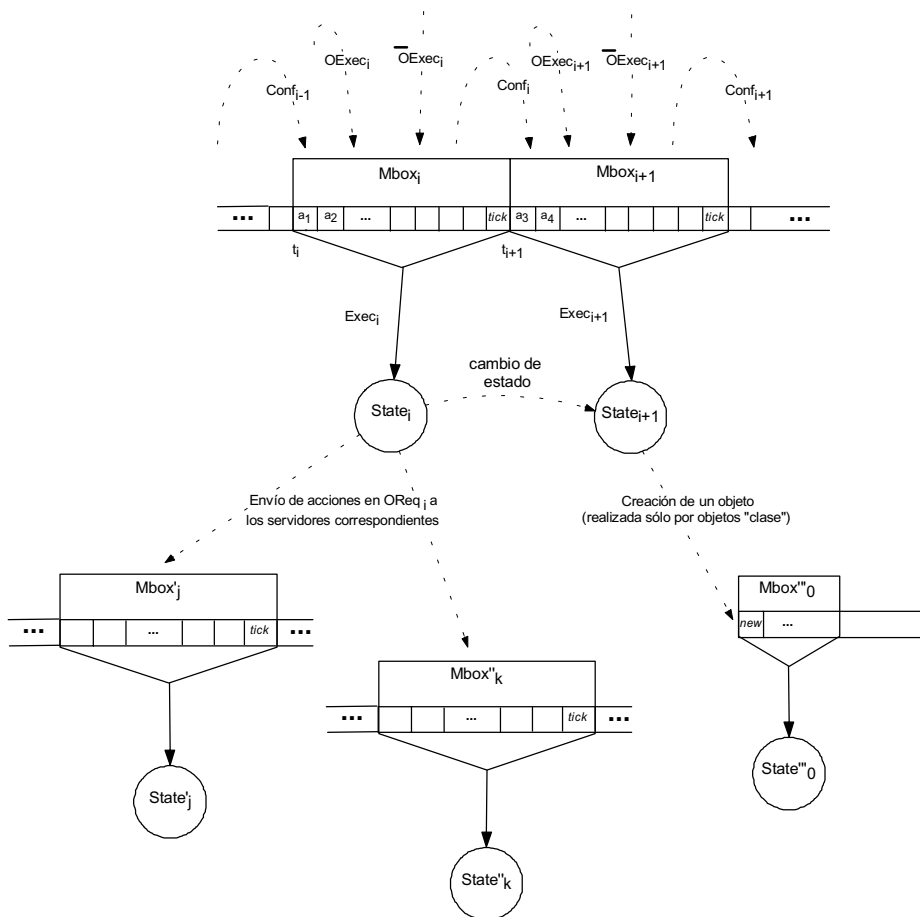 OExec_i
O̅Exec_i
OExec_{i+1}
O̅Exec_{i+1}
Conf_{i-1}
Conf_i
Conf_{i+1}
Mbox_i
Mbox_{i+1}
... a_1 a_2 ... tick a_3 a_4 ... tick ...
t_i
t_{i+1}
Exec_i
Exec_{i+1}
cambio de
estado
State_i
State_{i+1}
Envío de acciones en OReq_i a
los servidores correspondientes
Creación de un objeto
(realizada sólo por objetos "clase")
Mbox'_j
... ... tick ...
Mbox'''_0
new ...
Mbox''_k
... ... tick ...
State'_j
State'''_0
State''_k